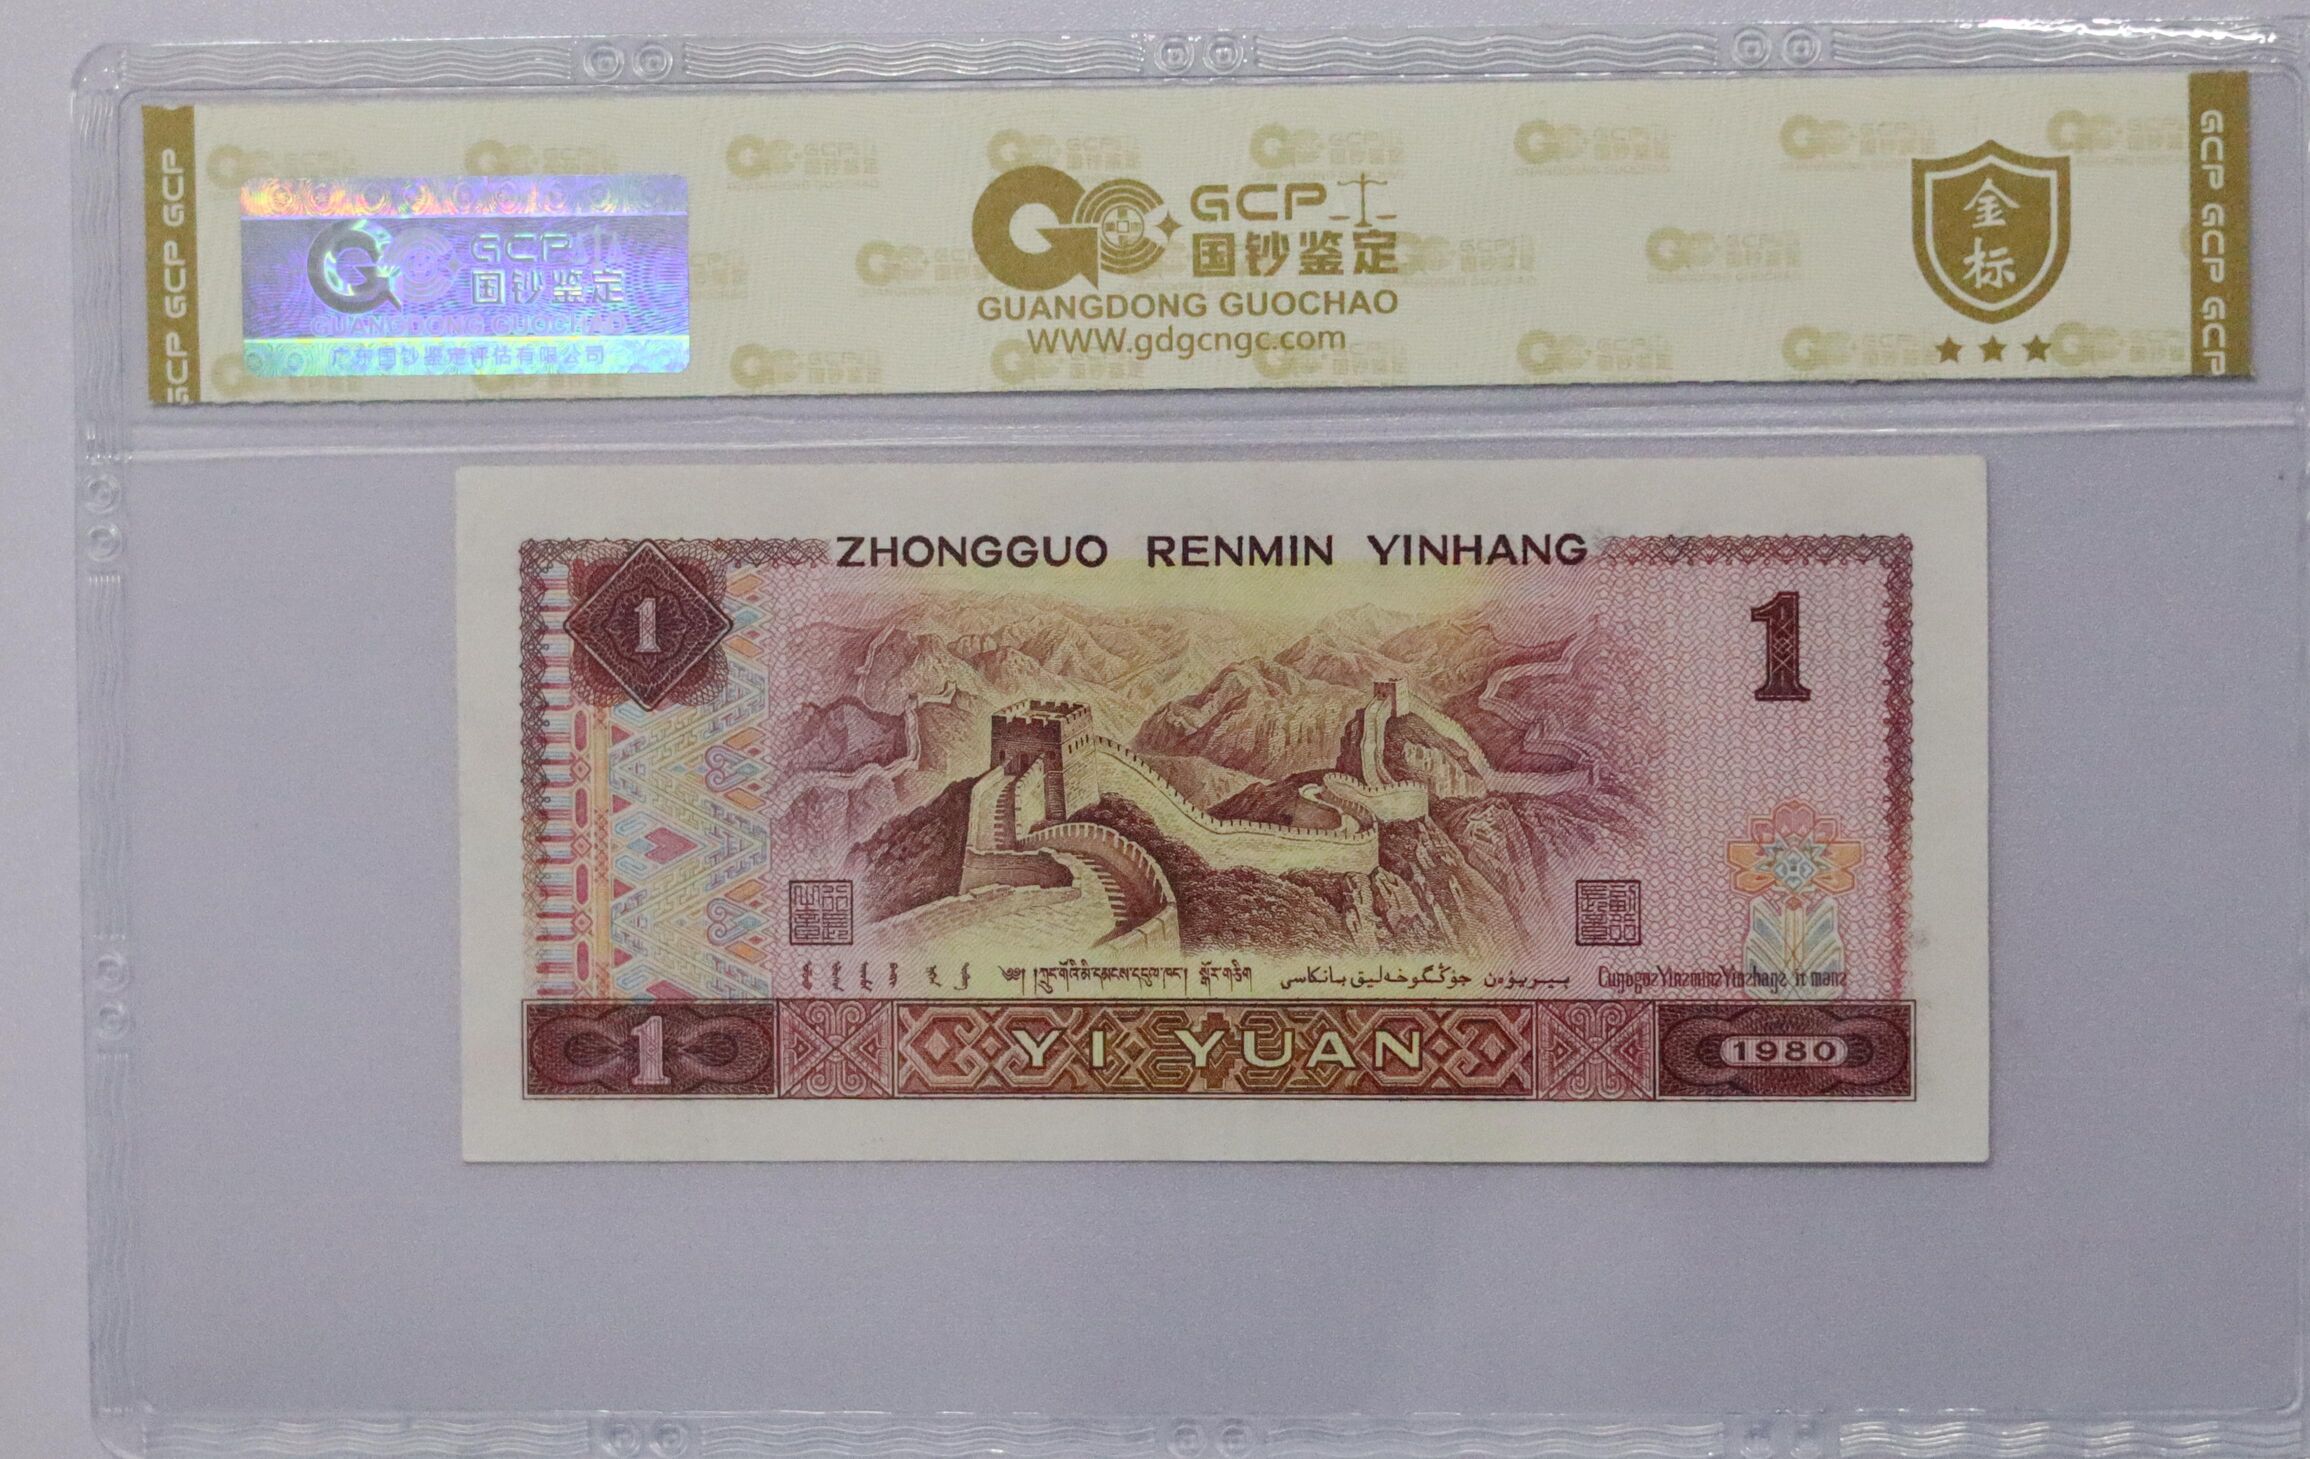 GCP GCP GCP
GCP
国钞鉴定
GUANGDONG GUOCHAO
广东国钞鉴定评估有限公司
GCP
国钞鉴定
GUANGDONG GUOCHAO
WWW.gdgcngc.com
金
标
GCP GCP GCP
ZHONGGUO RENMIN YINHANG
1
1
YI YUAN
1
1980